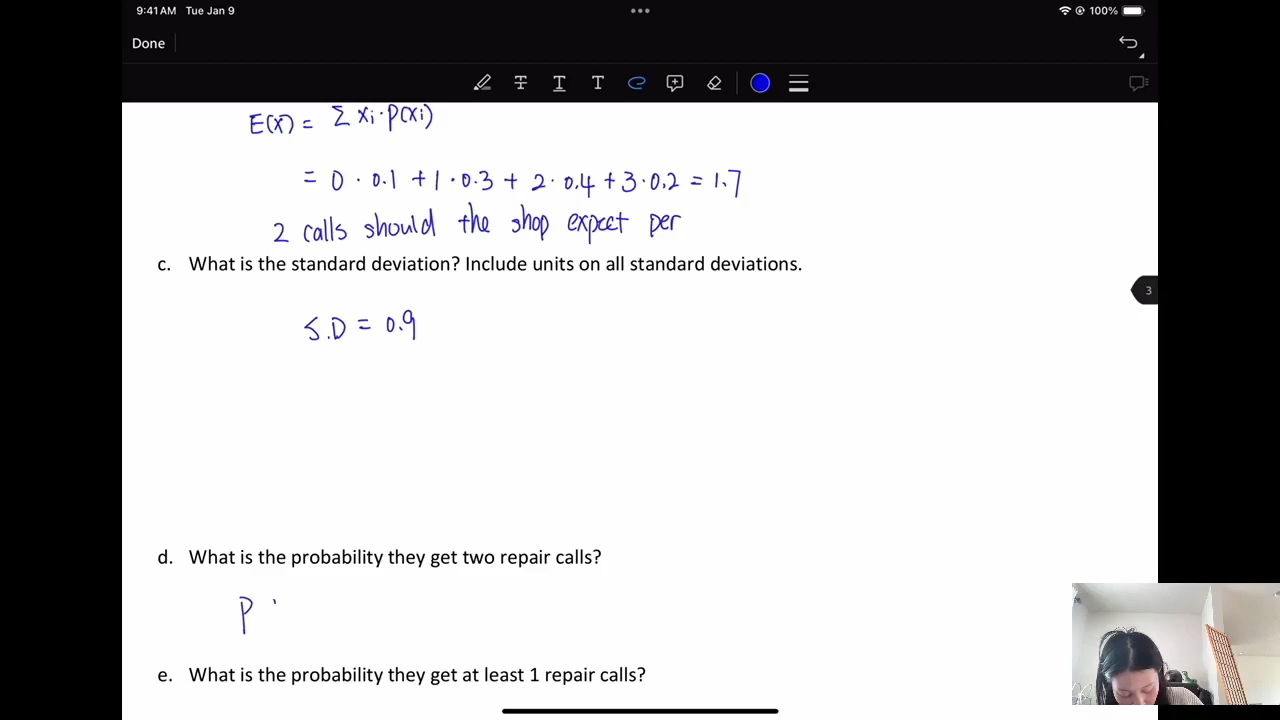 9:41 AM Tue Jan 9
100%
Done
E(x) = Σ xi · P(xi)
= 0 · 0.1 + 1 · 0.3 + 2 · 0.4 + 3 · 0.2 = 1.7
2 calls should the shop expect per
c. What is the standard deviation? Include units on all standard deviations.
3
S.D = 0.9
d. What is the probability they get two repair calls?
P
e. What is the probability they get at least 1 repair calls?